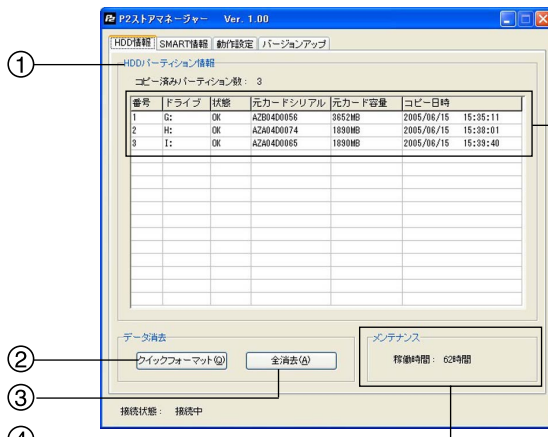 P2ストアマネージャー Ver. 1.00
HDD情報 SMART情報 動作設定 バージョンアップ
① HDDパーティション情報
コピー済みパーティション数： 3
番号 ドライブ 状態 元カードシリアル 元カード容量 コピー日時
1 G: OK AZB04D0056 3652MB 2005/06/15 15:35:11
2 H: OK AZA04D0074 1890MB 2005/06/15 15:38:01
3 I: OK AZA04D0065 1890MB 2005/06/15 15:39:40
データ消去 メンテナンス
② クイックフォーマット(Q) 全消去(A) 稼働時間： 62時間
③
接続状態： 接続中
④